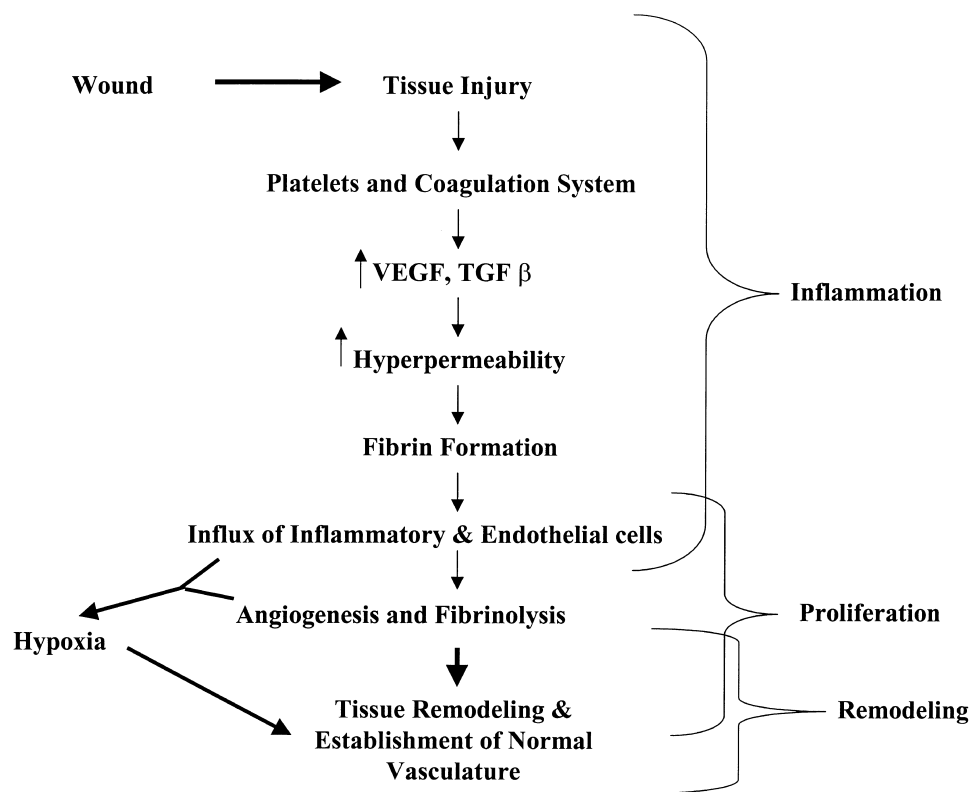 Wound
Tissue Injury
Platelets and Coagulation System
VEGF, TGF β
Inflammation
Hyperpermeability
Fibrin Formation
Influx of Inflammatory & Endothelial cells
Angiogenesis and Fibrinolysis
Proliferation
Hypoxia
Tissue Remodeling &
Establishment of Normal
Vasculature
Remodeling